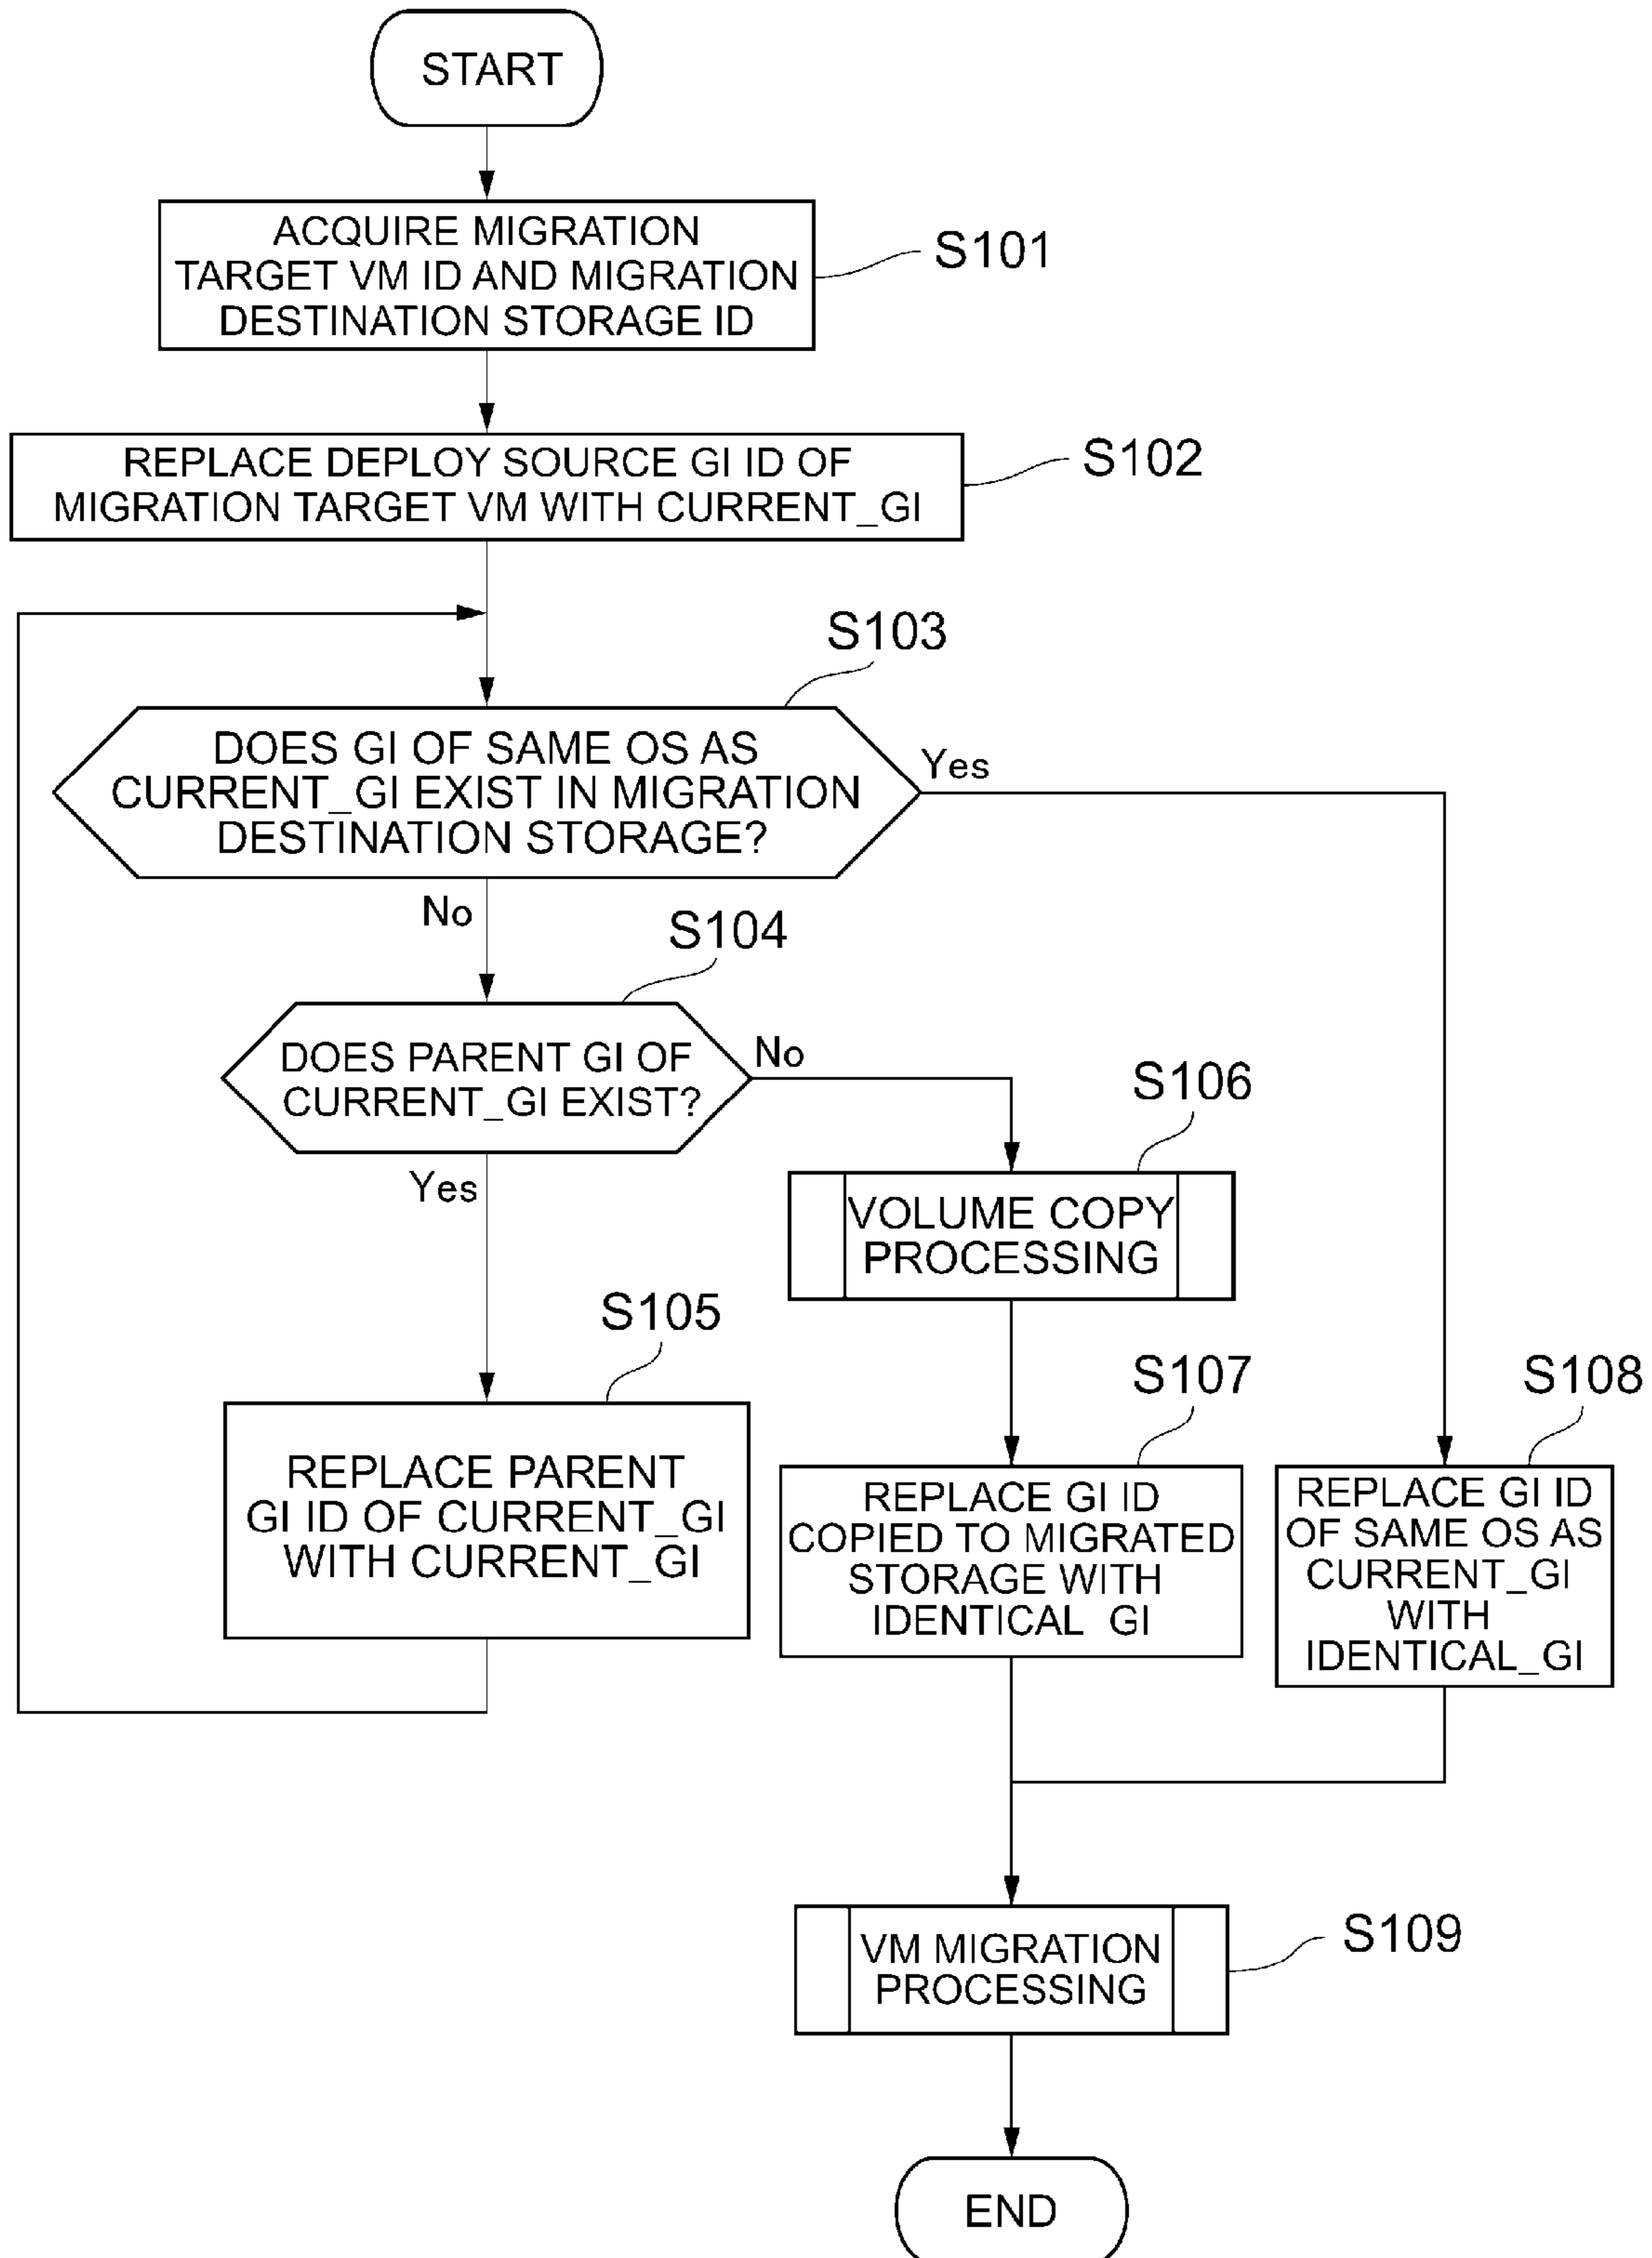 START
ACQUIRE MIGRATION
TARGET VM ID AND MIGRATION
DESTINATION STORAGE ID
S101
REPLACE DEPLOY SOURCE GI ID OF
MIGRATION TARGET VM WITH CURRENT_GI
S102
S103
DOES GI OF SAME OS AS
CURRENT_GI EXIST IN MIGRATION
DESTINATION STORAGE?
Yes
No
S104
DOES PARENT GI OF
CURRENT_GI EXIST?
No
Yes
S106
VOLUME COPY
PROCESSING
S105
REPLACE PARENT
GI ID OF CURRENT_GI
WITH CURRENT_GI
S107
REPLACE GI ID
COPIED TO MIGRATED
STORAGE WITH
IDENTICAL_GI
S108
REPLACE GI ID
OF SAME OS AS
CURRENT_GI
WITH
IDENTICAL_GI
VM MIGRATION
PROCESSING
S109
END